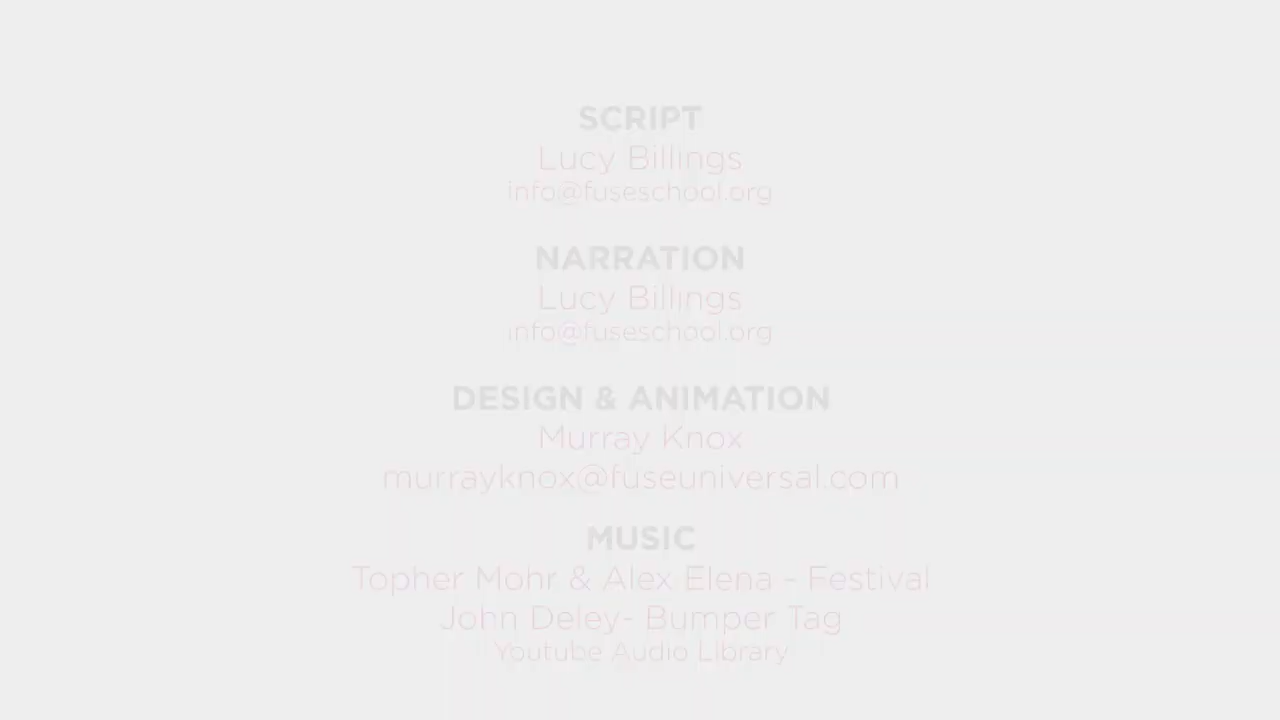 SCRIPT
Lucy Billings
info@fuseschool.org
NARRATION
Lucy Billings
info@fuseschool.org
DESIGN & ANIMATION
Murray Knox
murrayknox@fuseuniversal.com
MUSIC
Topher Mohr & Alex Elena - Festival
John Deley- Bumper Tag
Youtube Audio Library